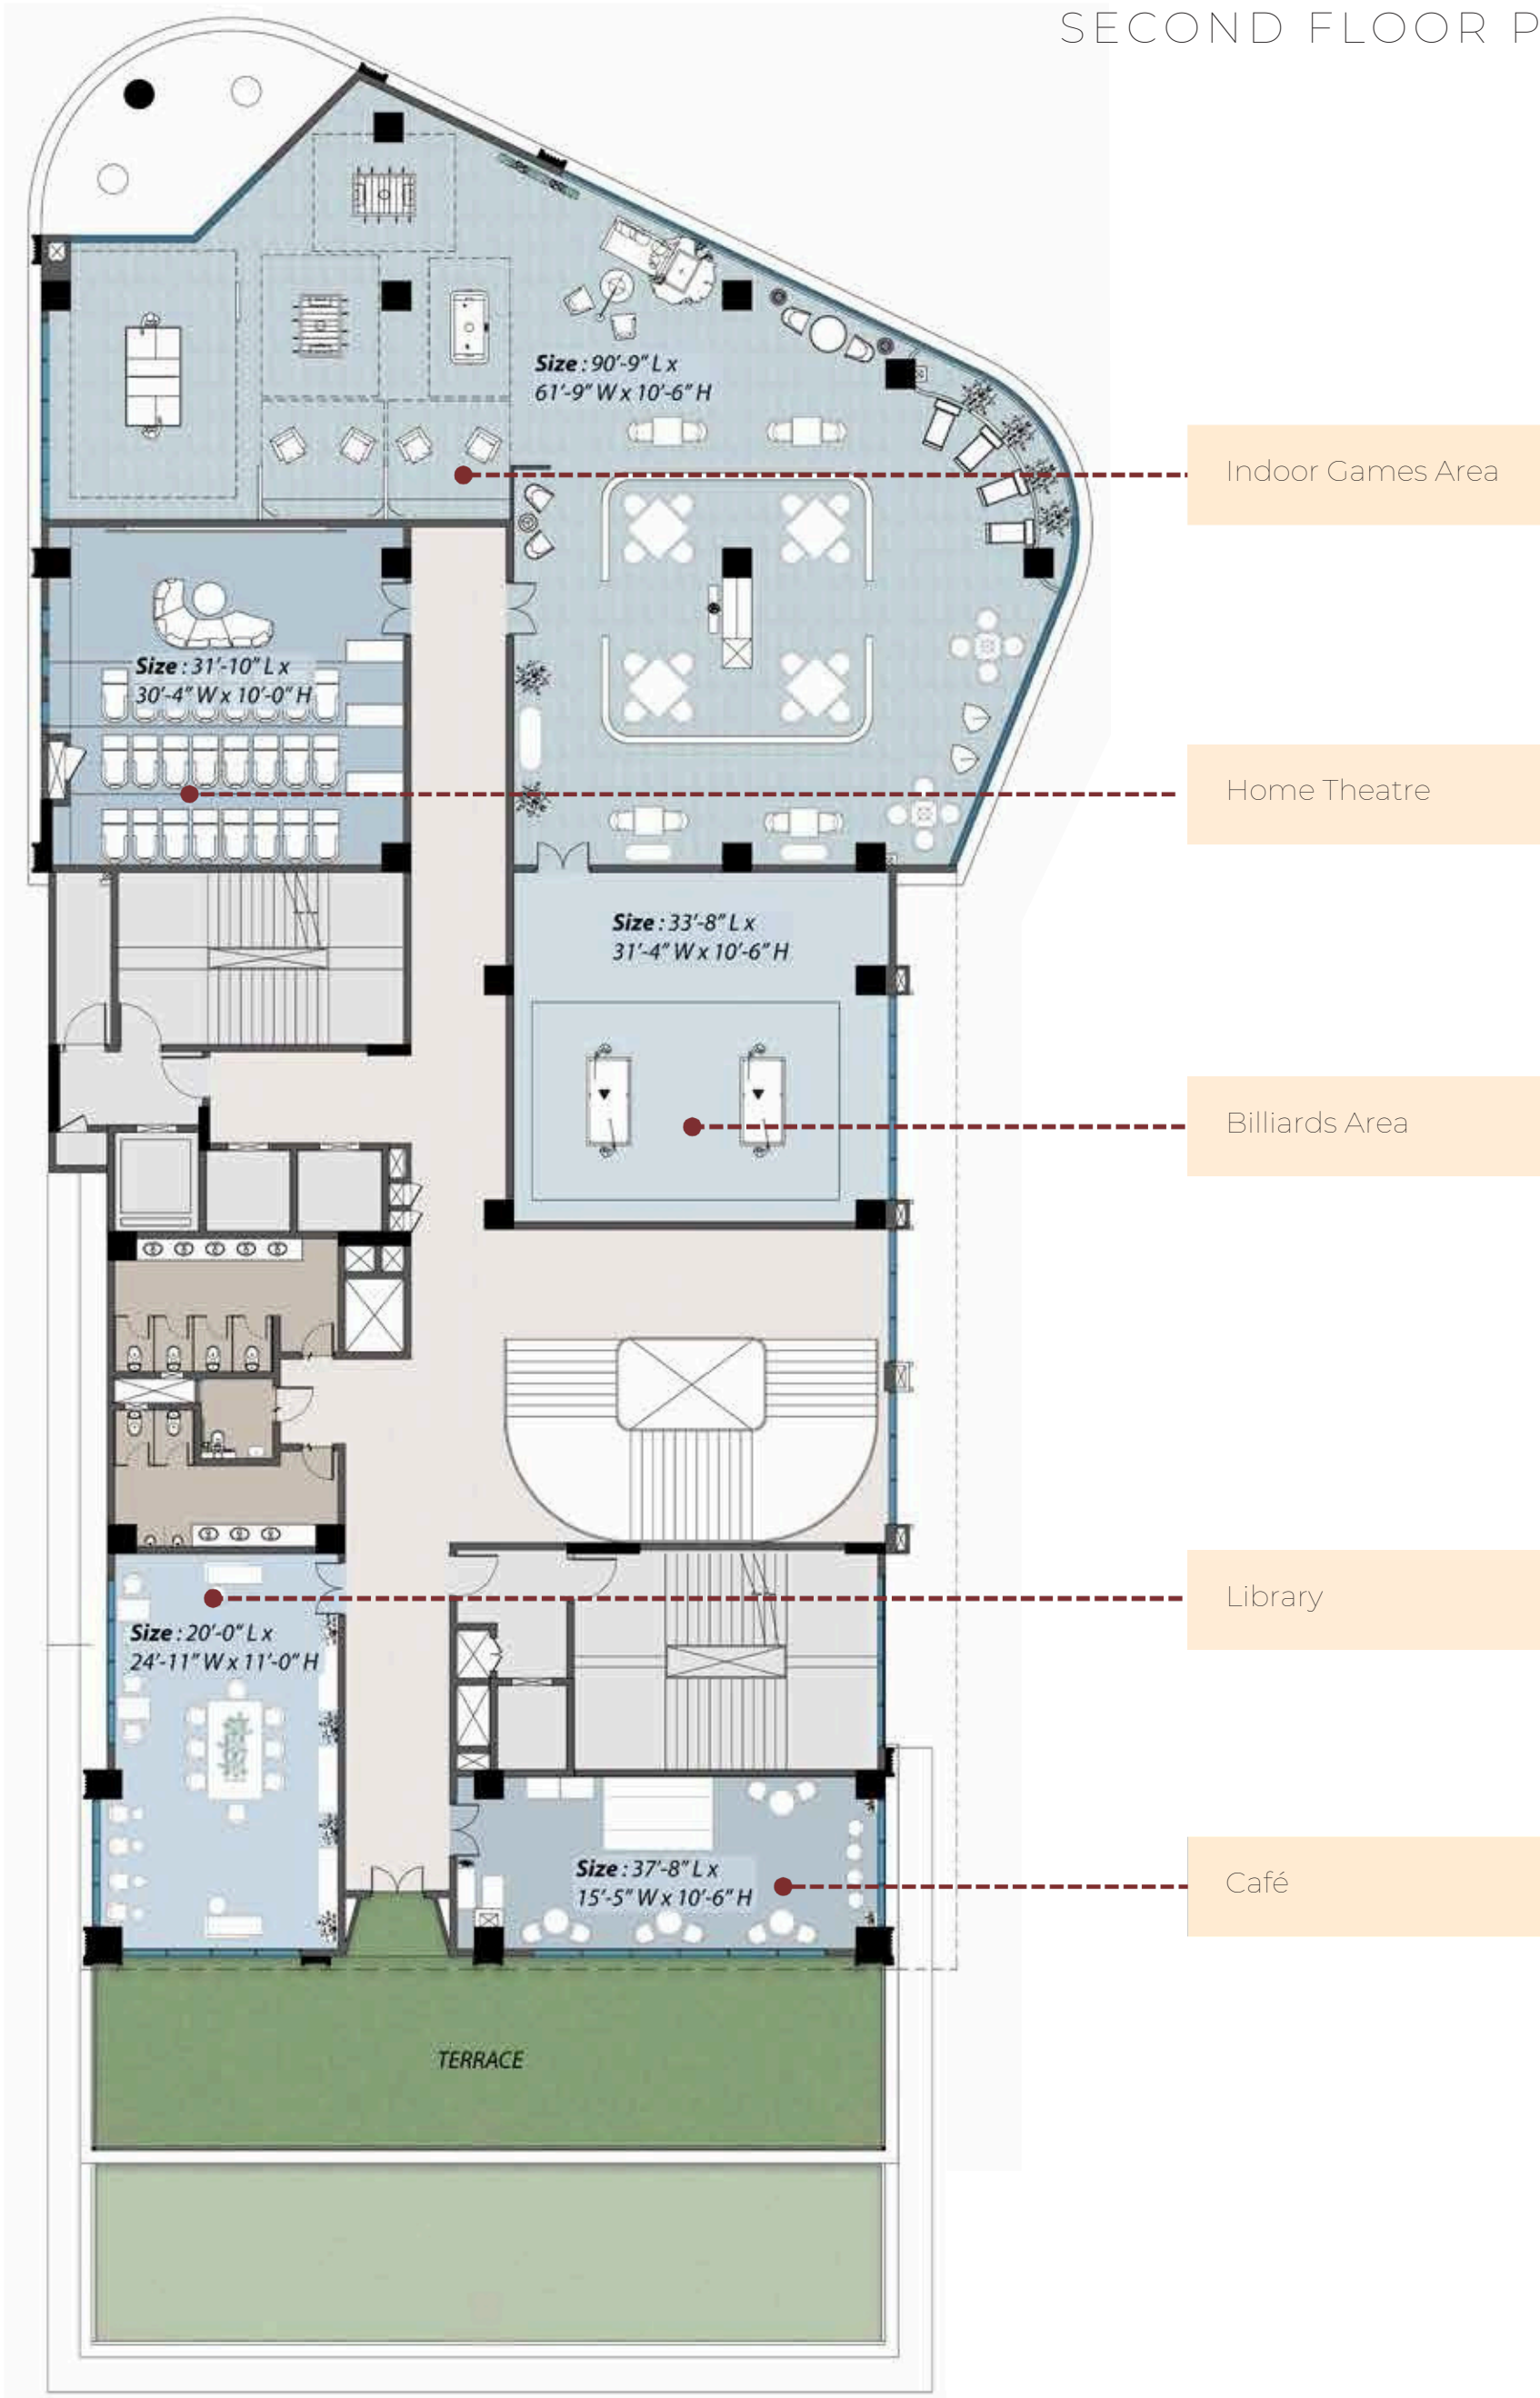 SECOND FLOOR P
Size : 90'-9" L x
61'-9" W x 10'-6" H
Indoor Games Area
Size : 31'-10" L x
30'-4" W x 10'-0" H
Home Theatre
Size : 33'-8" L x
31'-4" W x 10'-6" H
Billiards Area
Library
Size : 20'-0" L x
24'-11" W x 11'-0" H
Size : 37'-8" L x
15'-5" W x 10'-6" H
Café
TERRACE